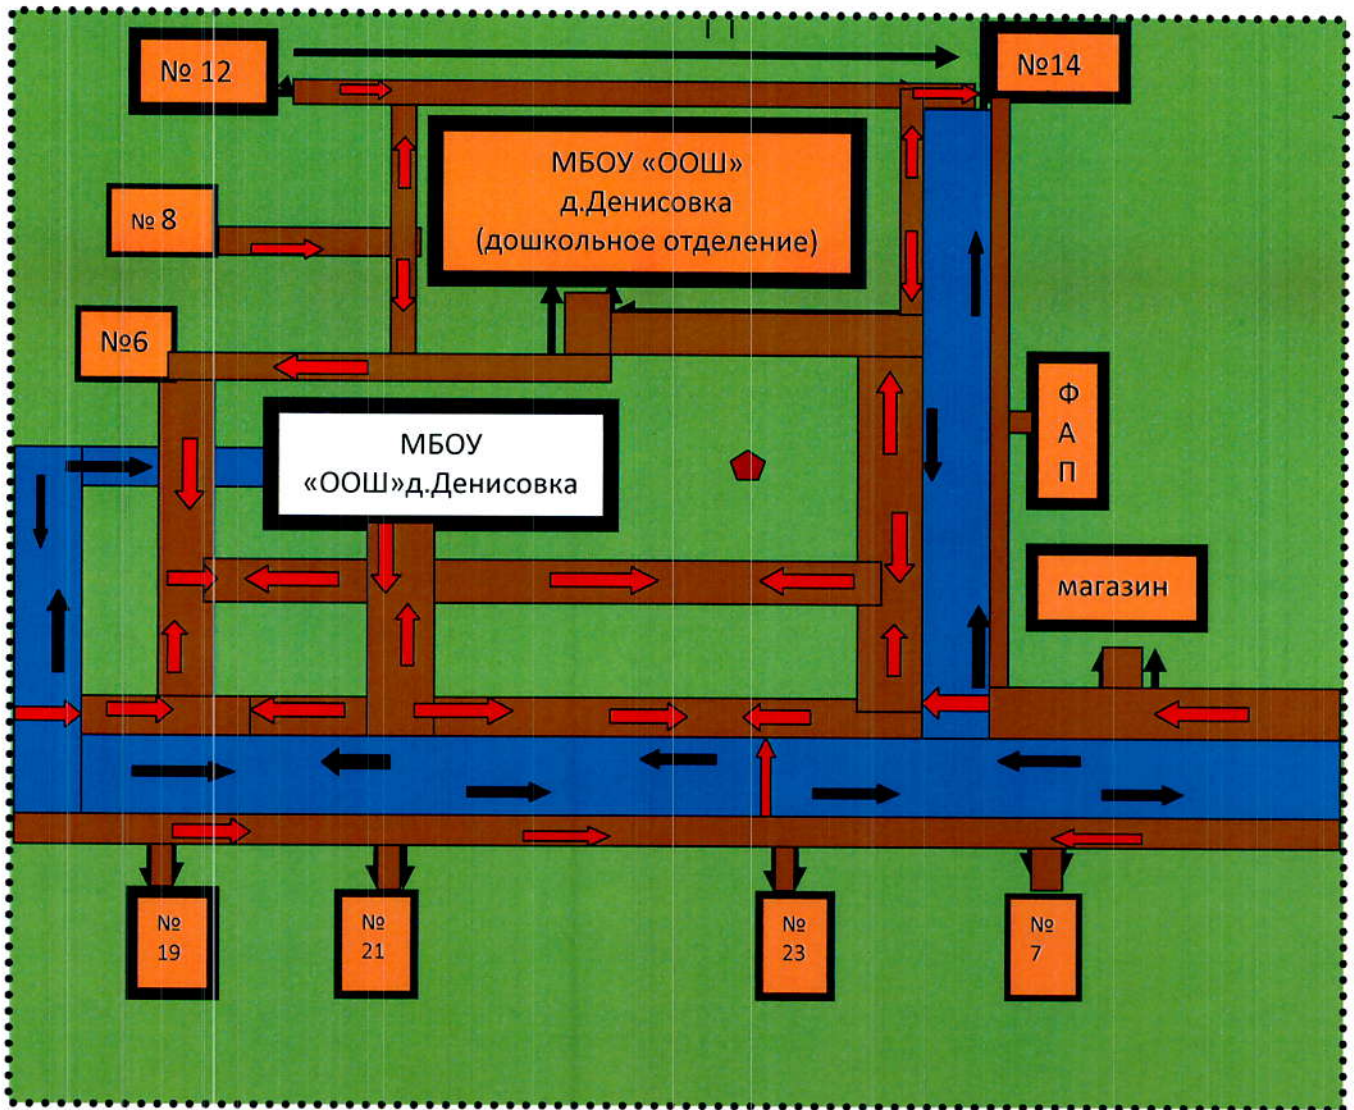 № 12
№14
МБОУ «ООШ»
д.Денисовка
(дошкольное отделение)
№ 8
№6
МБОУ
«ООШ»д.Денисовка
Ф
А
П
магазин
№
19
№
21
№
23
№
7